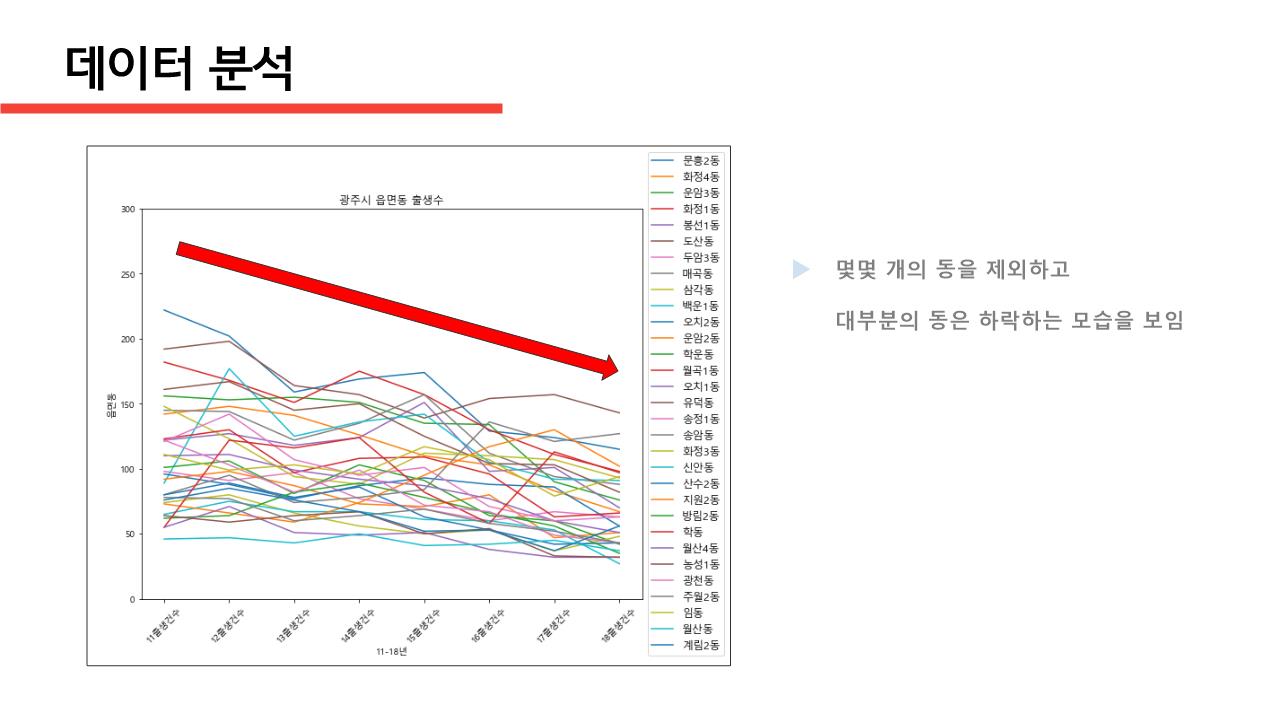 데이터 분석
광주시 읍면동 출생수
300
250
200
150
100
50
0
읍면동
11출생건수
12출생건수
13출생건수
14출생건수
15출생건수
16출생건수
17출생건수
18출생건수
11-18년
문흥2동
화정4동
운암3동
화정1동
봉선1동
도산동
두암3동
매곡동
삼각동
백운1동
오치2동
운암2동
학운동
월곡1동
오치1동
유덕동
송정1동
송암동
화정3동
신안동
산수2동
지원2동
방림2동
학동
월산4동
농성1동
광천동
주월2동
임동
월산동
계림2동
몇몇 개의 동을 제외하고
대부분의 동은 하락하는 모습을 보임